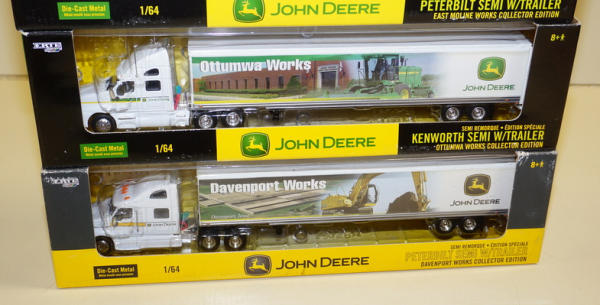 Die-Cast Metal
1/64
JOHN DEERE
PETERBILT SEMI W/TRAILER
EAST MOLINE WORKS COLLECTOR EDITION
ERTL
Ottumwa Works
JOHN DEERE
8+
Die-Cast Metal
1/64
JOHN DEERE
SEMI REMORQUE • ÉDITION SPÉCIALE
KENWORTH SEMI W/TRAILER
OTTUMWA WORKS COLLECTOR EDITION
Davenport Works
JOHN DEERE
8+
Die-Cast Metal
1/64
JOHN DEERE
SEMI REMORQUE • ÉDITION SPÉCIALE
PETERBILT SEMI W/TRAILER
DAVENPORT WORKS COLLECTOR EDITION